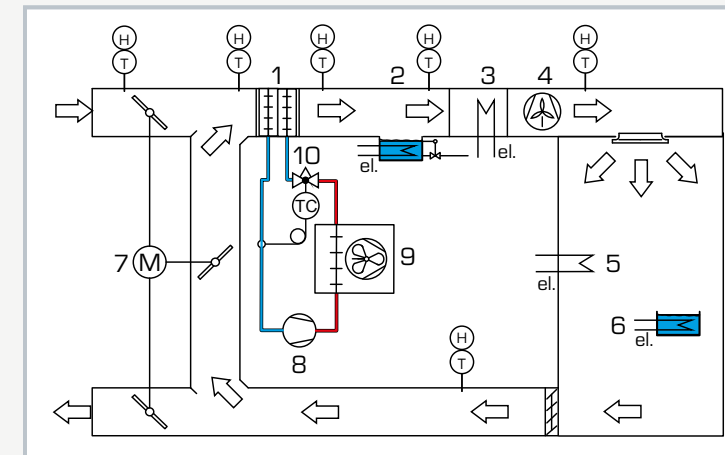 H H H H H
T T T T T
1 2 3 4
10
el. el.
TC
7 M 9 5
el.
6
el.
8
H
T